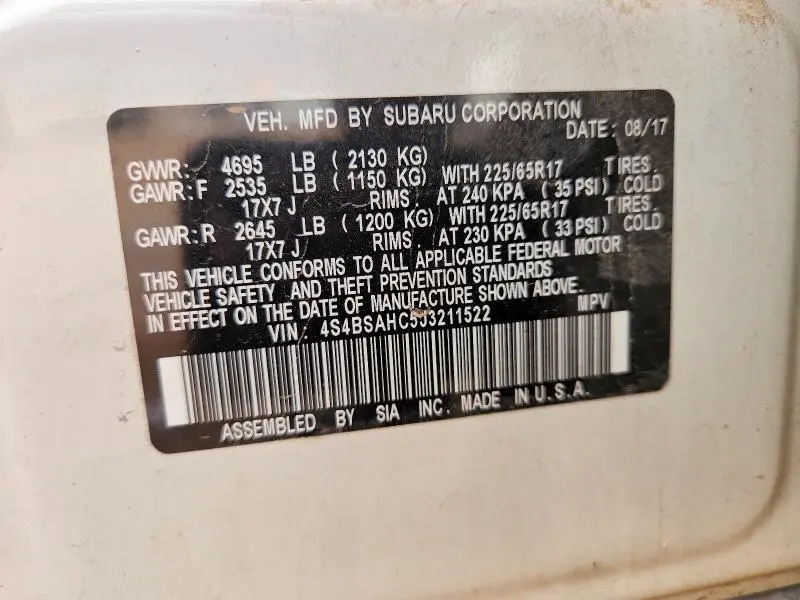 VEH. MFD BY SUBARU CORPORATION
DATE: 08/17
GVWR: 4695 LB (2130 KG)
GAWR:F 2535 LB (1150 KG) WITH 225/65R17 TIRES.
17X7J RIMS. AT 240 KPA (35 PSI) COLD
GAWR:R 2645 LB (1200 KG) WITH 225/65R17 TIRES.
17X7J RIMS. AT 230 KPA (33 PSI) COLD
THIS VEHICLE CONFORMS TO ALL APPLICABLE FEDERAL MOTOR
VEHICLE SAFETY AND THEFT PREVENTION STANDARDS
IN EFFECT ON THE DATE OF MANUFACTURE SHOWN ABOVE.
VIN 4S4BSAHC5J3211522 MPV
ASSEMBLED BY SIA INC. MADE IN U.S.A.